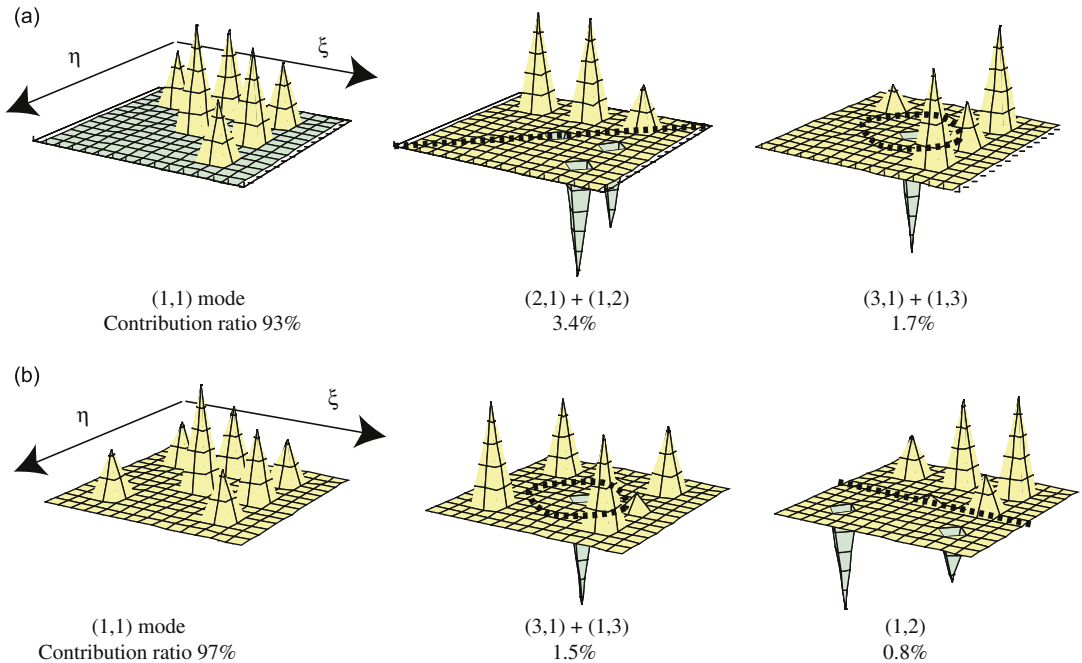 (a)
η
ξ
(1,1) mode
Contribution ratio 93%
(2,1) + (1,2)
3.4%
(3,1) + (1,3)
1.7%
(b)
η
ξ
(1,1) mode
Contribution ratio 97%
(3,1) + (1,3)
1.5%
(1,2)
0.8%